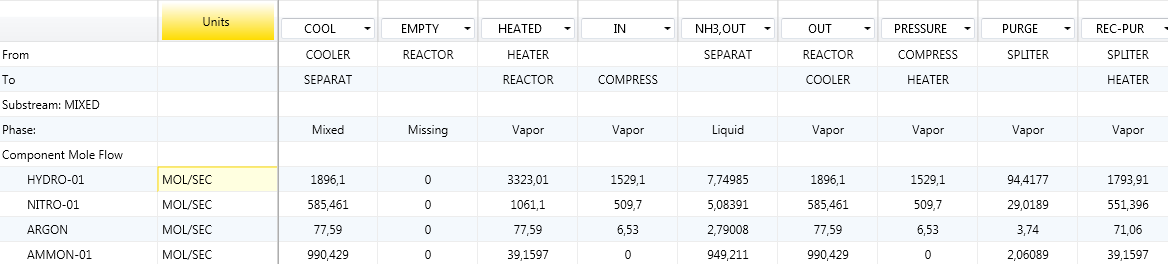 Units COOL EMPTY HEATED IN NH3,OUT OUT PRESSURE PURGE REC-PUR
From COOLER REACTOR HEATER SEPARAT REACTOR COMPRESS SPLITER SPLITER
To SEPARAT REACTOR COMPRESS COOLER HEATER HEATER
Substream: MIXED
Phase: Mixed Missing Vapor Vapor Liquid Vapor Vapor Vapor Vapor
Component Mole Flow
HYDRO-01 MOL/SEC 1896,1 0 3323,01 1529,1 7,74985 1896,1 1529,1 94,4177 1793,91
NITRO-01 MOL/SEC 585,461 0 1061,1 509,7 5,08391 585,461 509,7 29,0189 551,396
ARGON MOL/SEC 77,59 0 77,59 6,53 2,79008 77,59 6,53 3,74 71,06
AMMON-01 MOL/SEC 990,429 0 39,1597 0 949,211 990,429 0 2,06089 39,1597